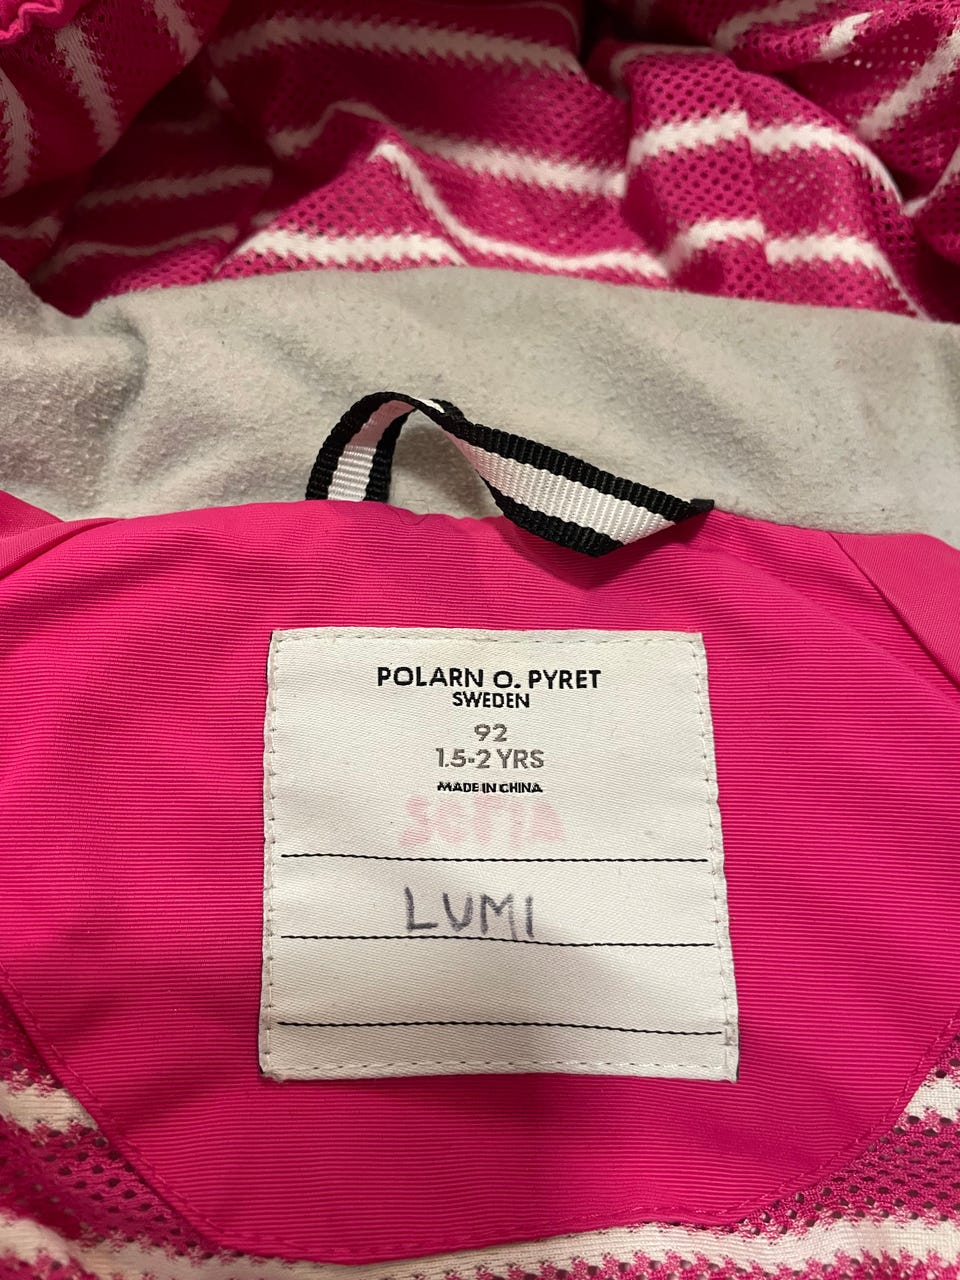 POLARN O. PYRET
SWEDEN
92
1.5-2 YRS
MADE IN CHINA
SOFIA
LUMI